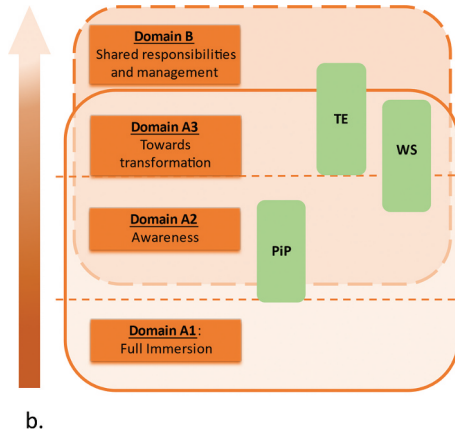 Domain B
Shared responsibilities
and management
TE
WS
Domain A3
Towards
transformation
Domain A2
Awareness
PiP
Domain A1:
Full Immersion
b.